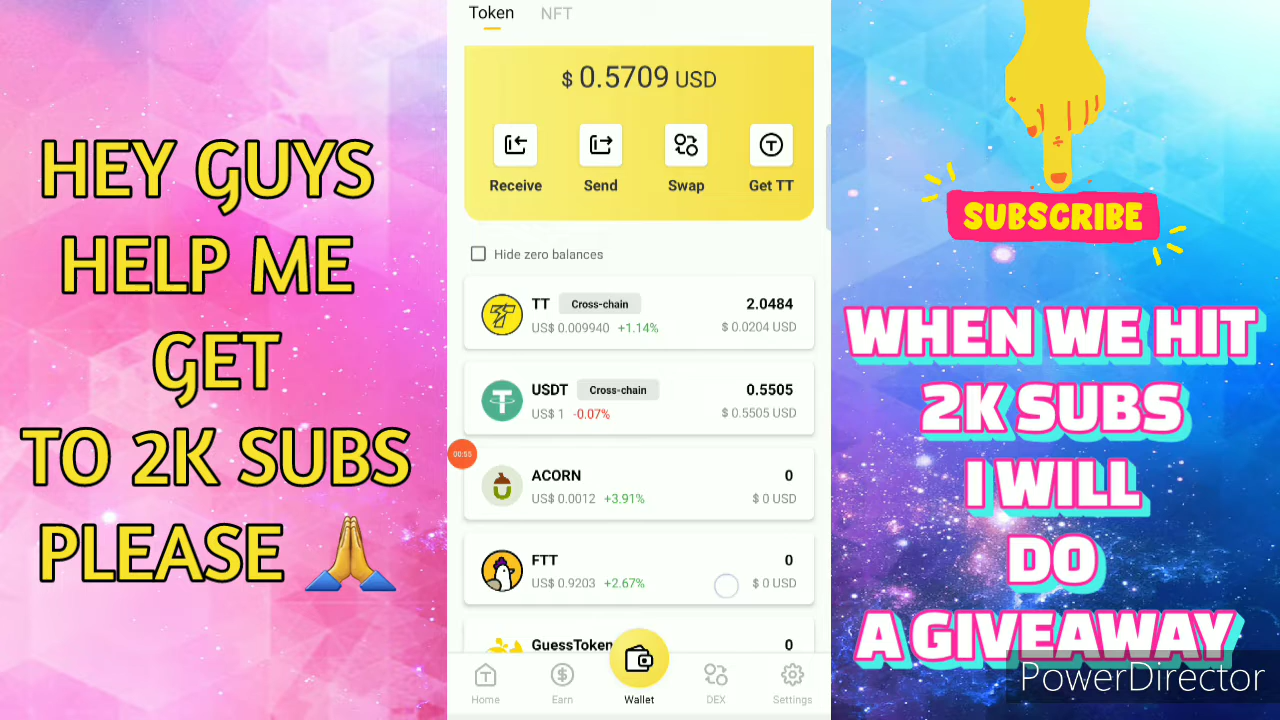 HEY GUYS
HELP ME
GET
TO 2K SUBS
PLEASE 🙏
Token NFT
$ 0.5709 USD
Receive Send Swap Get TT
Hide zero balances
TT Cross-chain 2.0484
US$ 0.009940 +1.14% $ 0.0204 USD
USDT Cross-chain 0.5505
US$ 1 -0.07% $ 0.5505 USD
00:55
ACORN 0
US$ 0.0012 +3.91% $ 0 USD
FTT 0
US$ 0.9203 +2.67% $ 0 USD
GuessToken 0
Home Earn Wallet DEX Settings
SUBSCRIBE
WHEN WE HIT
2K SUBS
I WILL
DO
A GIVEAWAY
PowerDirector